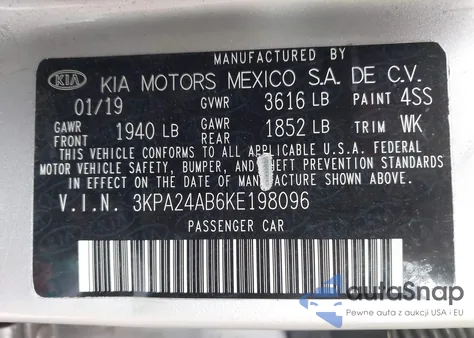 MANUFACTURED BY
KIA KIA MOTORS MEXICO S.A. DE C.V.
01/19 GVWR 3616 LB PAINT 4SS
GAWR FRONT 1940 LB GAWR REAR 1852 LB TRIM WK
THIS VEHICLE CONFORMS TO ALL APPLICABLE U.S.A. FEDERAL
MOTOR VEHICLE SAFETY, BUMPER, AND THEFT PREVENTION STANDARDS
IN EFFECT ON THE DATE OF MANUFACTURE SHOWN ABOVE.
V.I.N. 3KPA24AB6KE198096
PASSENGER CAR
autoSnap
Pewne auta z aukcji USA i EU